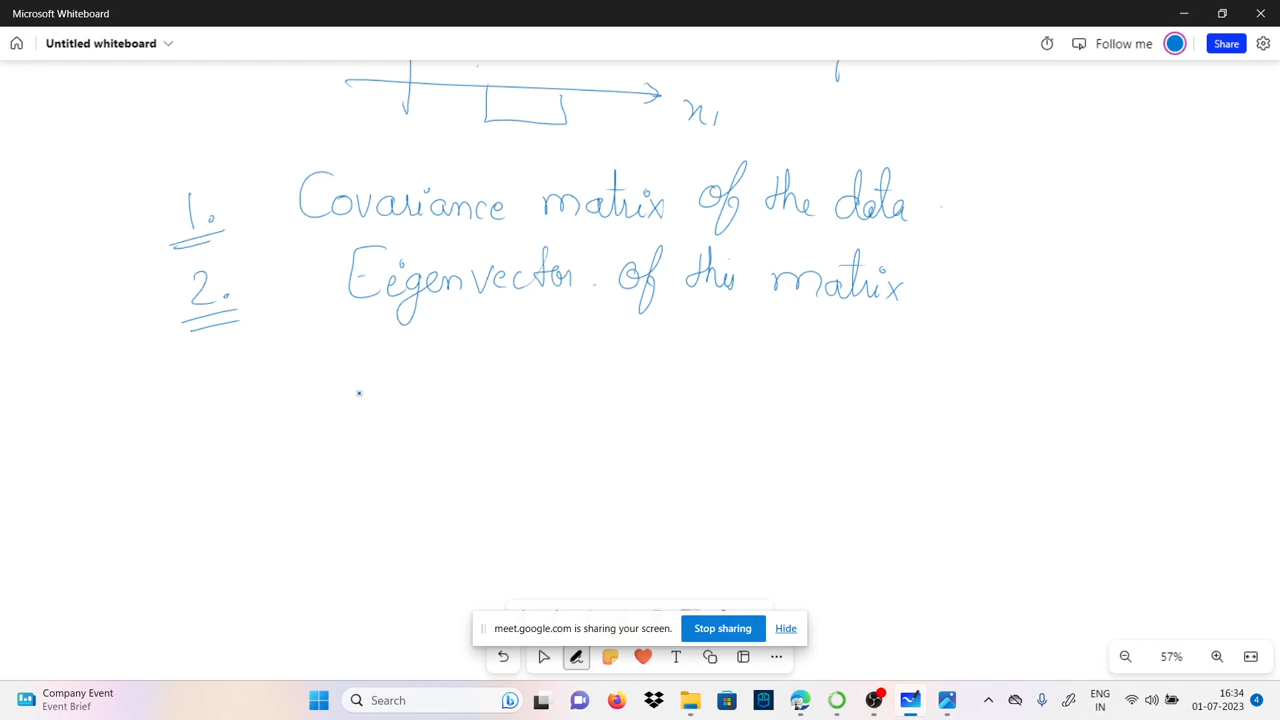 Microsoft Whiteboard
Untitled whiteboard
Follow me
Share
x1
1. Covariance matrix of the data
2. Eigenvector of this matrix
meet.google.com is sharing your screen. Stop sharing Hide
57%
Company Event
Event Brief
Search
ENG
IN
16:34
01-07-2023
4